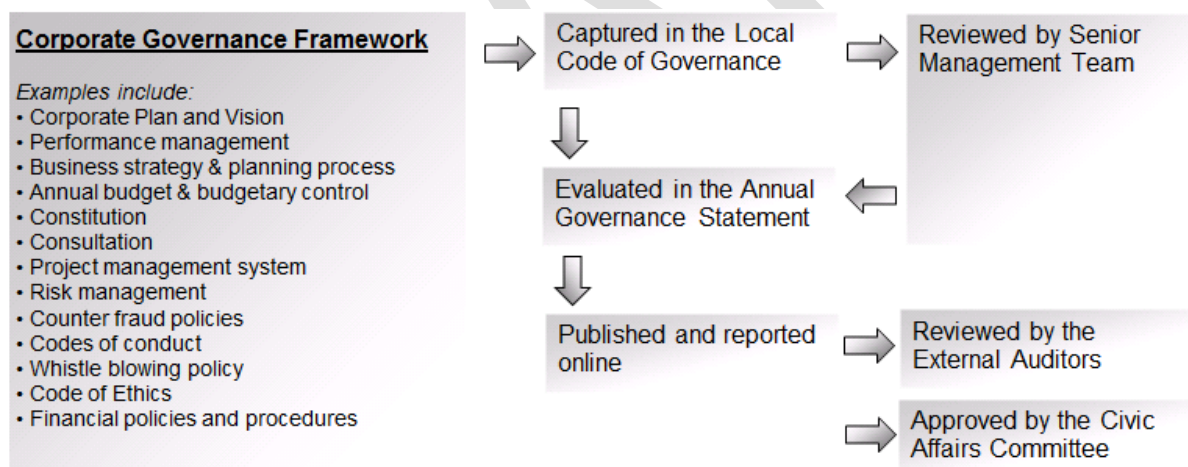 Corporate Governance Framework
Examples include:
• Corporate Plan and Vision
• Performance management
• Business strategy & planning process
• Annual budget & budgetary control
• Constitution
• Consultation
• Project management system
• Risk management
• Counter fraud policies
• Codes of conduct
• Whistle blowing policy
• Code of Ethics
• Financial policies and procedures
Captured in the Local
Code of Governance
Reviewed by Senior
Management Team
Evaluated in the Annual
Governance Statement
Published and reported
online
Reviewed by the
External Auditors
Approved by the Civic
Affairs Committee